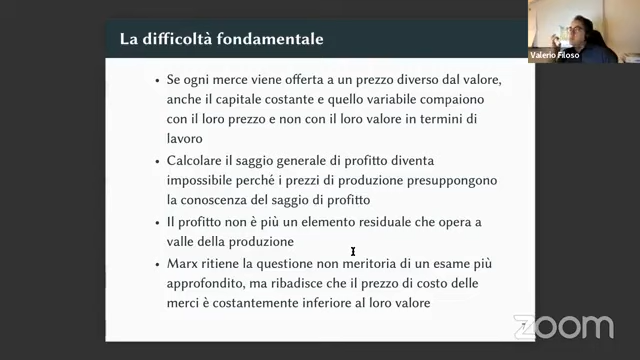 La difficoltà fondamentale
Valerio Filoso
• Se ogni merce viene offerta a un prezzo diverso dal valore,
anche il capitale costante e quello variabile compaiono
con il loro prezzo e non con il loro valore in termini di
lavoro
• Calcolare il saggio generale di profitto diventa
impossibile perché i prezzi di produzione presuppongono
la conoscenza del saggio di profitto
• Il profitto non è più un elemento residuale che opera a
valle della produzione
• Marx ritiene la questione non meritoria di un esame più
approfondito, ma ribadisce che il prezzo di costo delle
merci è costantemente inferiore al loro valore
zoom